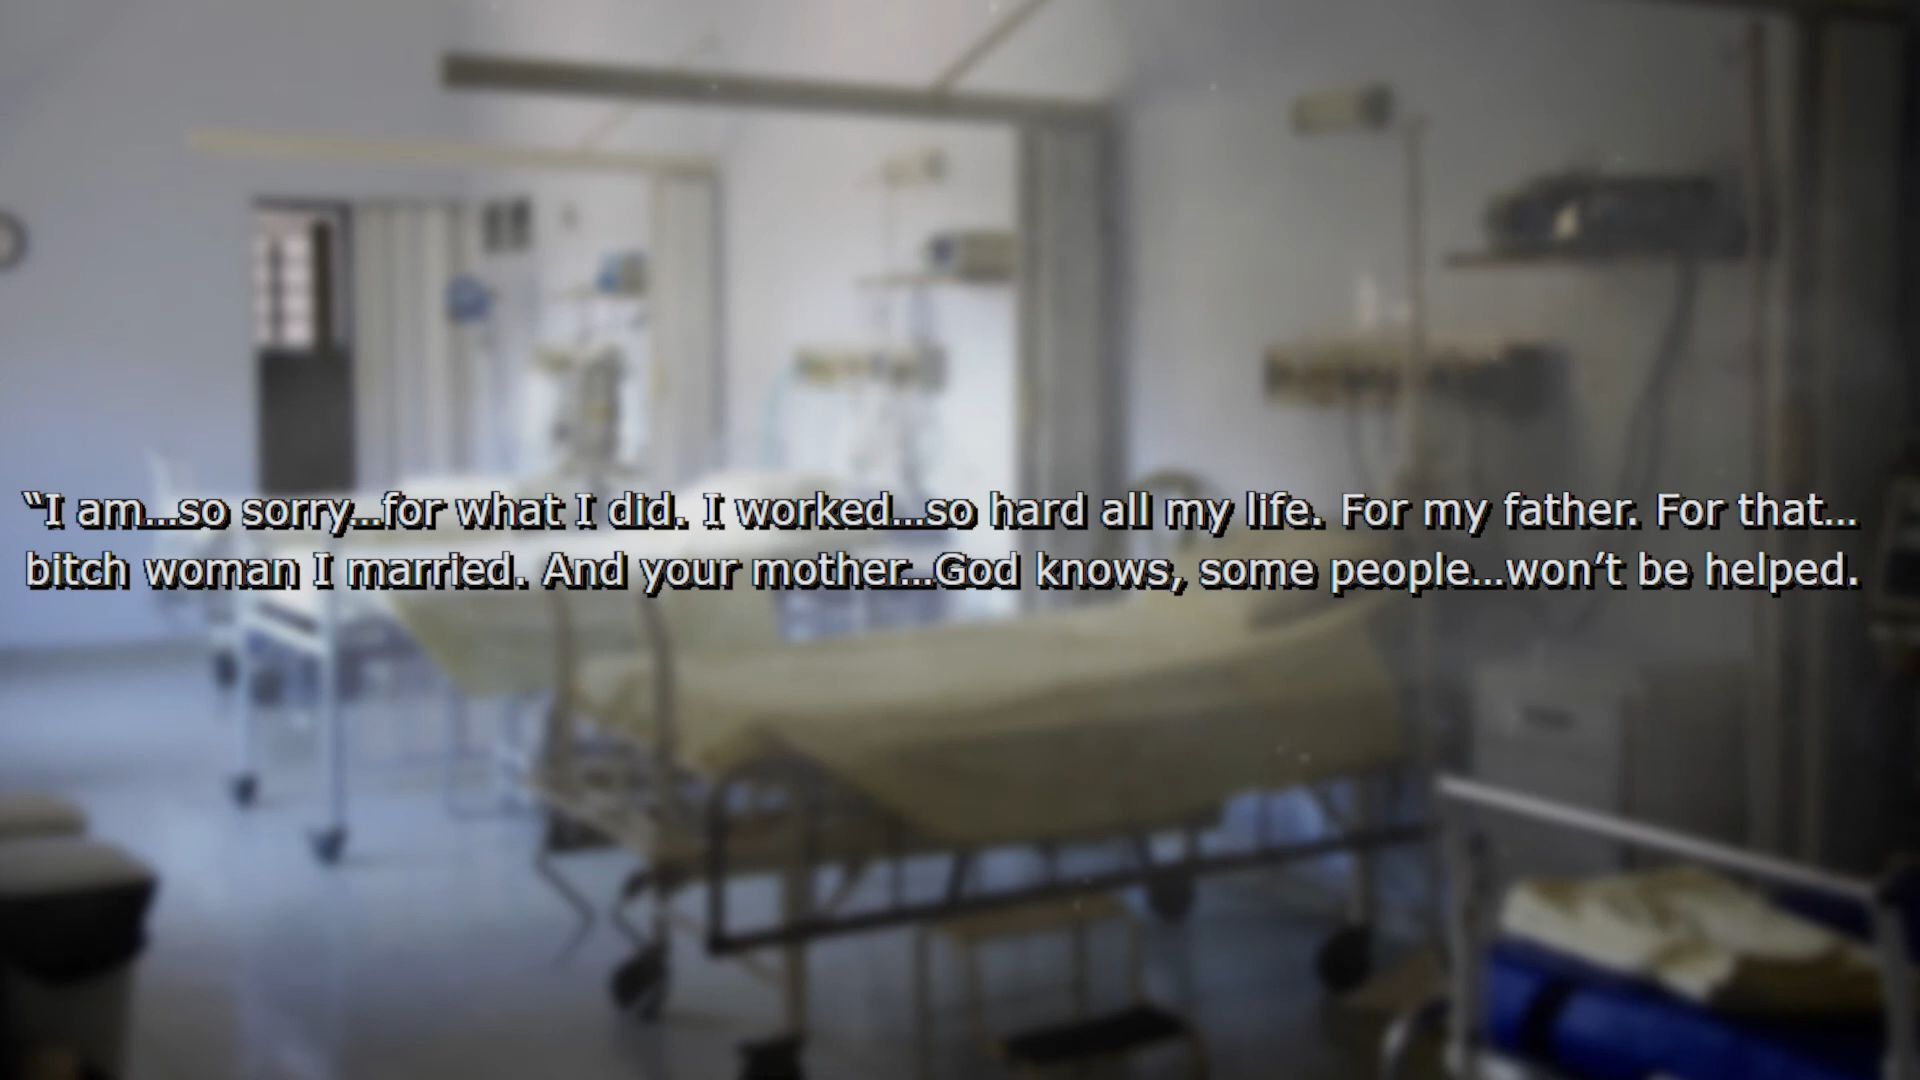 “I am...so sorry...for what I did. I worked...so hard all my life. For my father. For that...
bitch woman I married. And your mother...God knows, some people...won’t be helped.